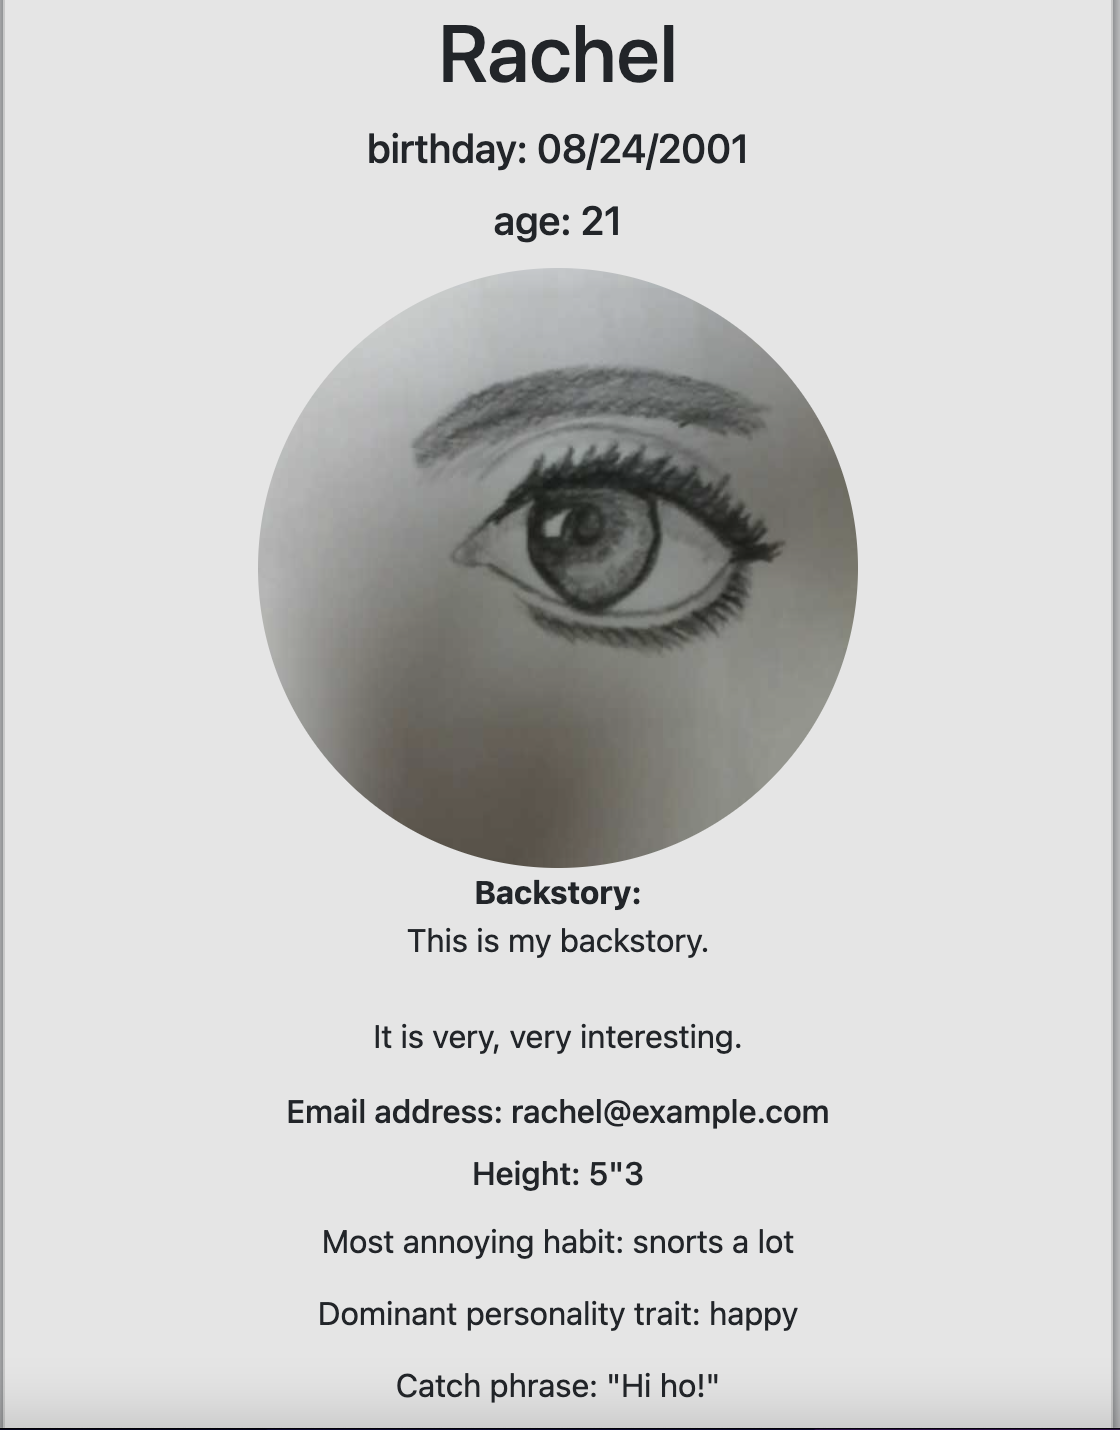 Rachel
birthday: 08/24/2001
age: 21
Backstory:
This is my backstory.
It is very, very interesting.
Email address: rachel@example.com
Height: 5"3
Most annoying habit: snorts a lot
Dominant personality trait: happy
Catch phrase: "Hi ho!"